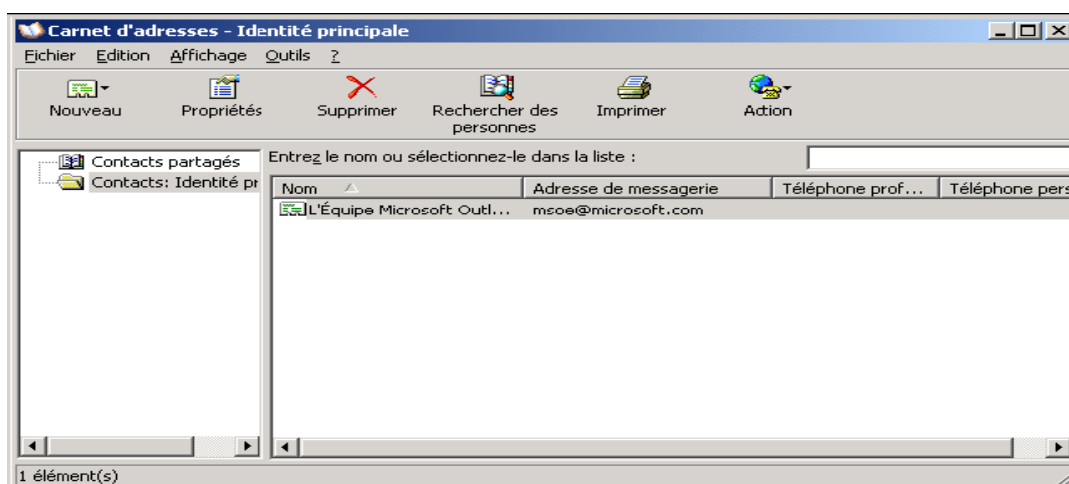 Carnet d'adresses - Identité principale
Fichier Edition Affichage Outils ?
Nouveau Propriétés Supprimer Rechercher des personnes Imprimer Action
Contacts partagés
Contacts: Identité pr
Entrez le nom ou sélectionnez-le dans la liste :
Nom Adresse de messagerie Téléphone prof... Téléphone pers
L'Équipe Microsoft Outl... msoe@microsoft.com
1 élément(s)